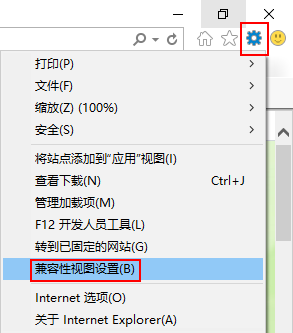 打印(P)
文件(F)
缩放(Z) (100%)
安全(S)
将站点添加到“应用”视图(I)
查看下载(N) Ctrl+J
管理加载项(M)
F12 开发人员工具(L)
转到已固定的网站(G)
兼容性视图设置(B)
Internet 选项(O)
关于 Internet Explorer(A)